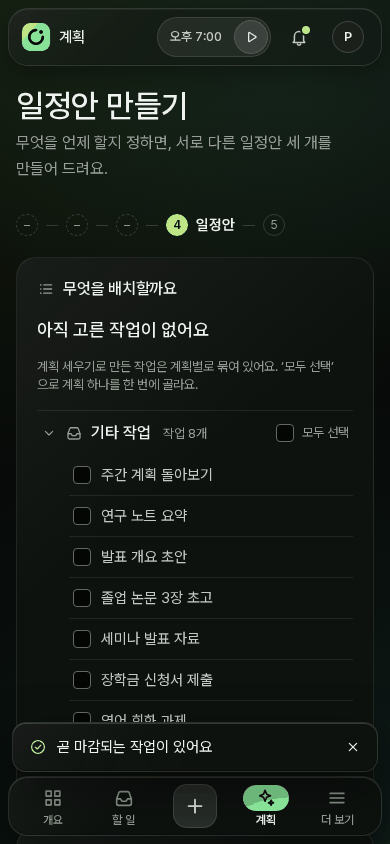 계획
오후 7:00
P
일정안 만들기
무엇을 언제 할지 정하면, 서로 다른 일정안 세 개를
만들어 드려요.
– – – 4 일정안 5
무엇을 배치할까요
아직 고른 작업이 없어요
계획 세우기로 만든 작업은 계획별로 묶여 있어요. ‘모두 선택’
으로 계획 하나를 한 번에 골라요.
기타 작업 작업 8개 모두 선택
주간 계획 돌아보기
연구 노트 요약
발표 개요 초안
졸업 논문 3장 초고
세미나 발표 자료
장학금 신청서 제출
영어 회화 과제
곧 마감되는 작업이 있어요
개요
할 일
계획
더 보기